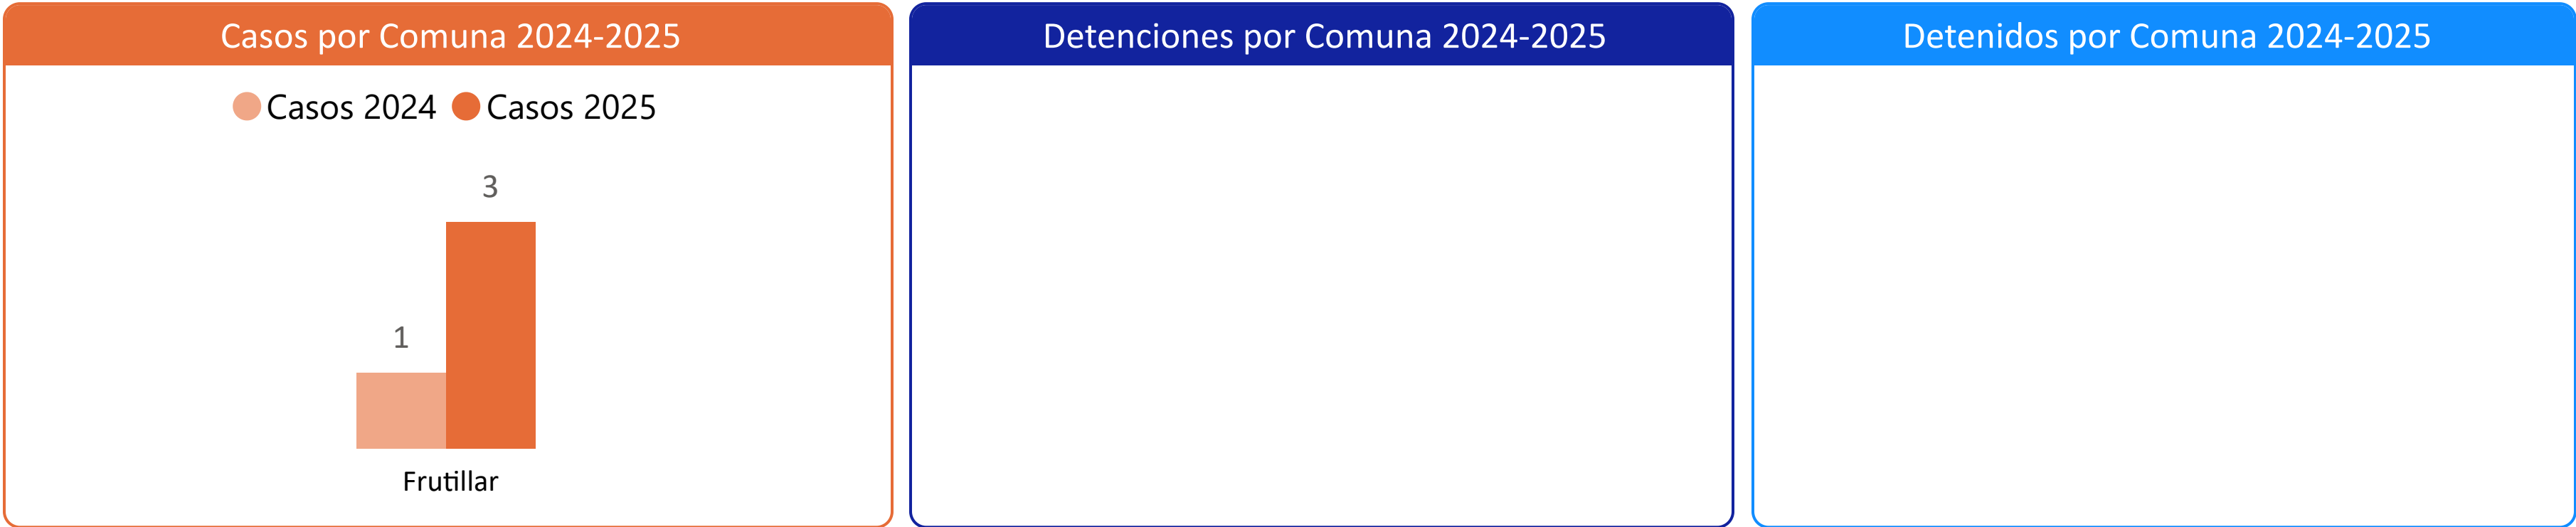 Casos por Comuna 2024-2025
Casos 2024 Casos 2025
3
1
Frutillar
Detenciones por Comuna 2024-2025
Detenidos por Comuna 2024-2025